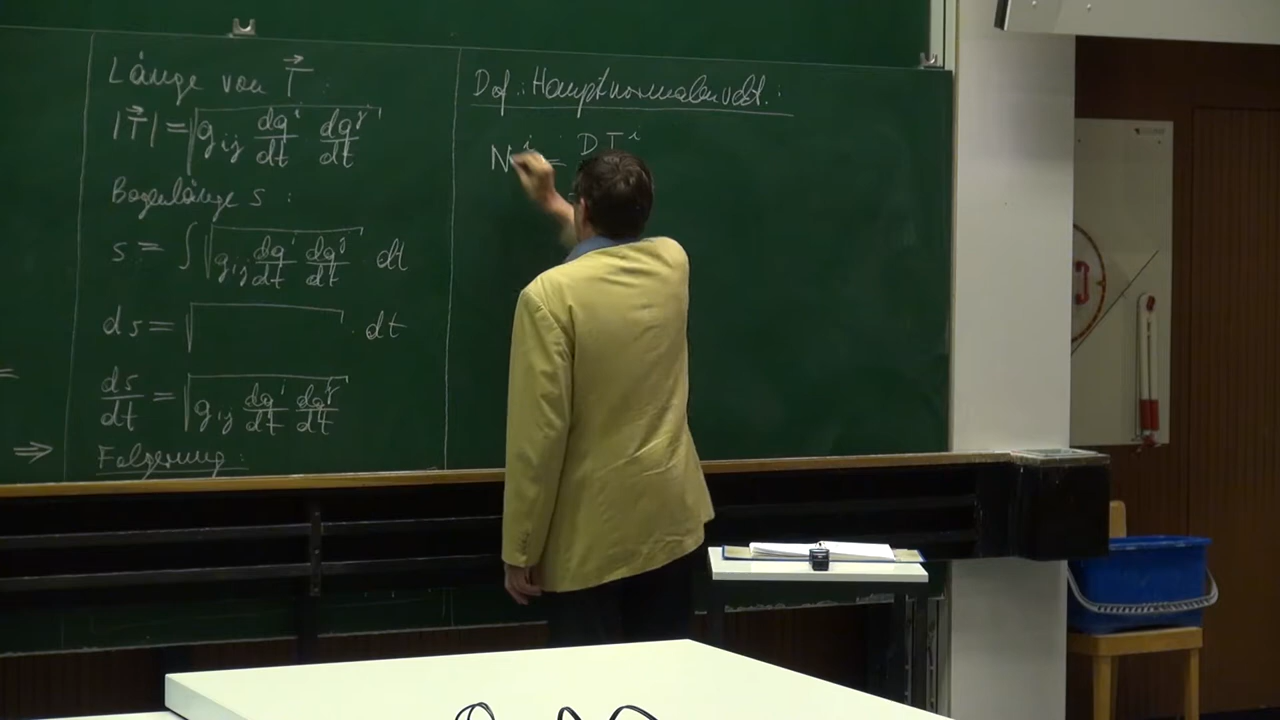 Länge von T⃗ :
|T⃗| = √(g_ij dq^i/dt dq^j/dt)
Bogenlänge s :
s = ∫ √(g_ij dq^i/dt dq^j/dt) · dt
ds = √( ) · dt
ds/dt = √(g_ij dq^i/dt dq^j/dt)
⇒ Folgerung:
Def.: Hauptnormalenvekt. :
N^i = DT^i